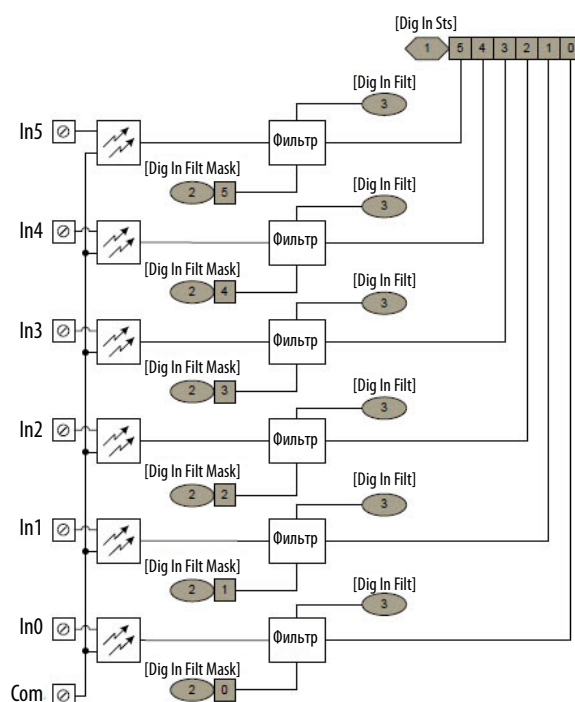 [Dig In Sts]
1 5 4 3 2 1 0
[Dig In Filt]
3
In5
Фильтр
[Dig In Filt Mask]
2 5
[Dig In Filt]
3
In4
Фильтр
[Dig In Filt Mask]
2 4
[Dig In Filt]
3
In3
Фильтр
[Dig In Filt Mask]
2 3
[Dig In Filt]
3
In2
Фильтр
[Dig In Filt Mask]
2 2
[Dig In Filt]
3
In1
Фильтр
[Dig In Filt Mask]
2 1
[Dig In Filt]
3
In0
Фильтр
[Dig In Filt Mask]
2 0
Com